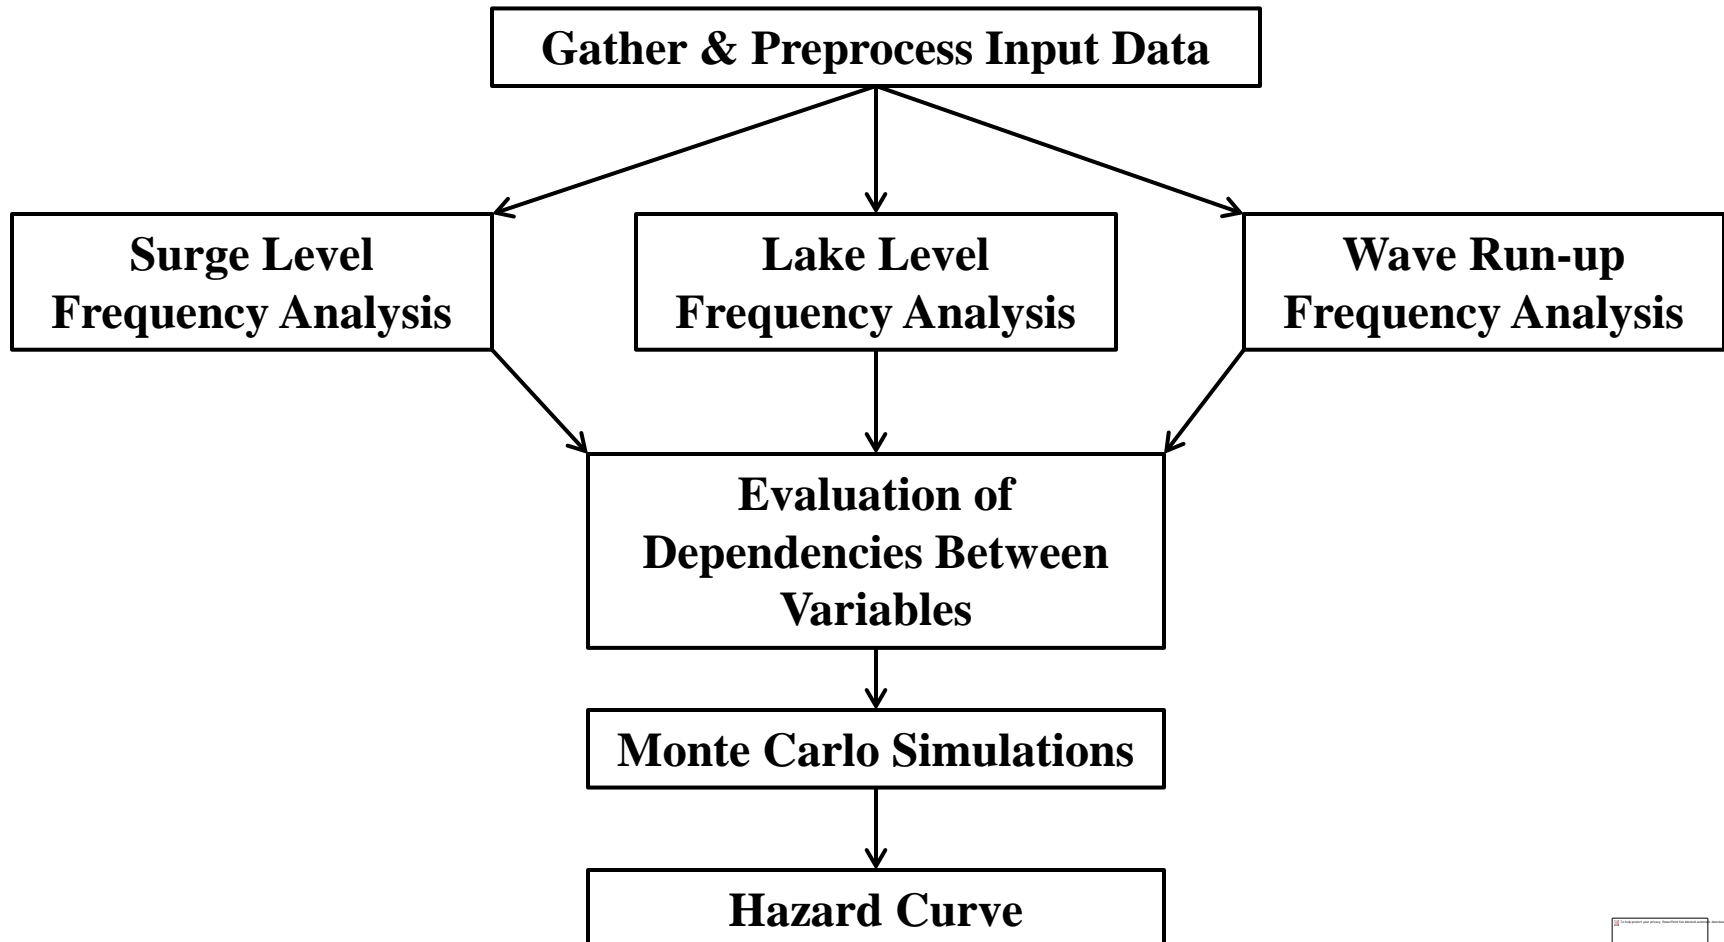 Gather & Preprocess Input Data
Surge Level
Frequency Analysis
Lake Level
Frequency Analysis
Wave Run-up
Frequency Analysis
Evaluation of
Dependencies Between
Variables
Monte Carlo Simulations
Hazard Curve